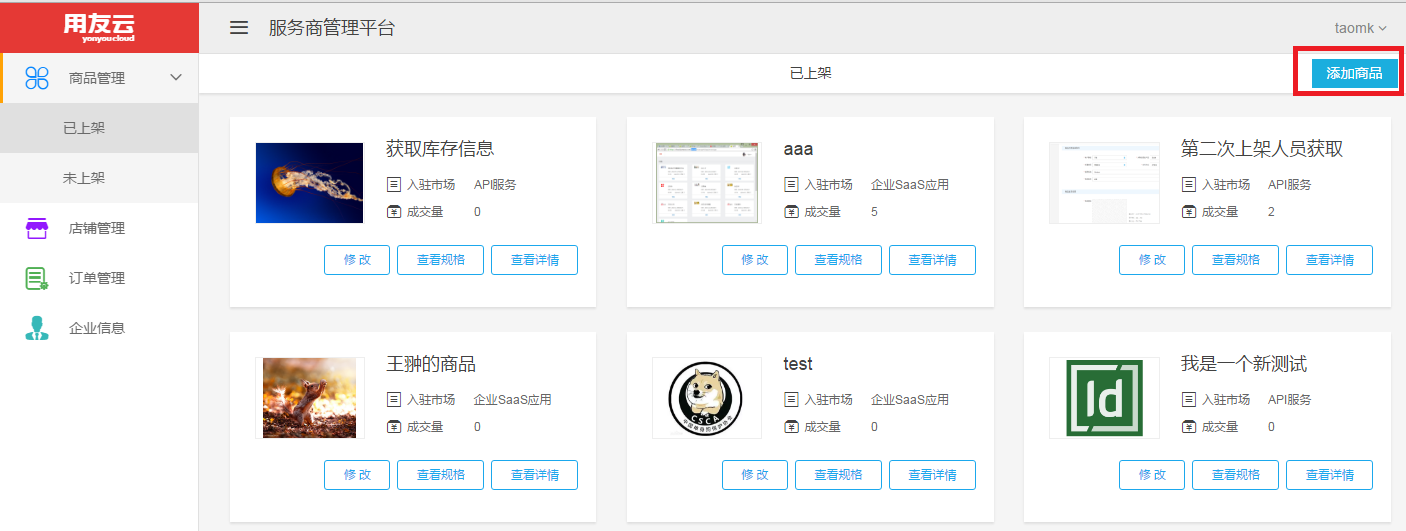 用友云
yonyoucloud
服务商管理平台
taomk
商品管理
已上架
未上架
店铺管理
订单管理
企业信息
已上架
添加商品
获取库存信息
入驻市场 API服务
成交量 0
修 改 查看规格 查看详情
aaa
入驻市场 企业SaaS应用
成交量 5
修 改 查看规格 查看详情
第二次上架人员获取
入驻市场 API服务
成交量 2
修 改 查看规格 查看详情
王翀的商品
入驻市场 企业SaaS应用
成交量 0
修 改 查看规格 查看详情
CSCA
test
入驻市场 企业SaaS应用
成交量 0
修 改 查看规格 查看详情
Id
我是一个新测试
入驻市场 API服务
成交量 0
修 改 查看规格 查看详情